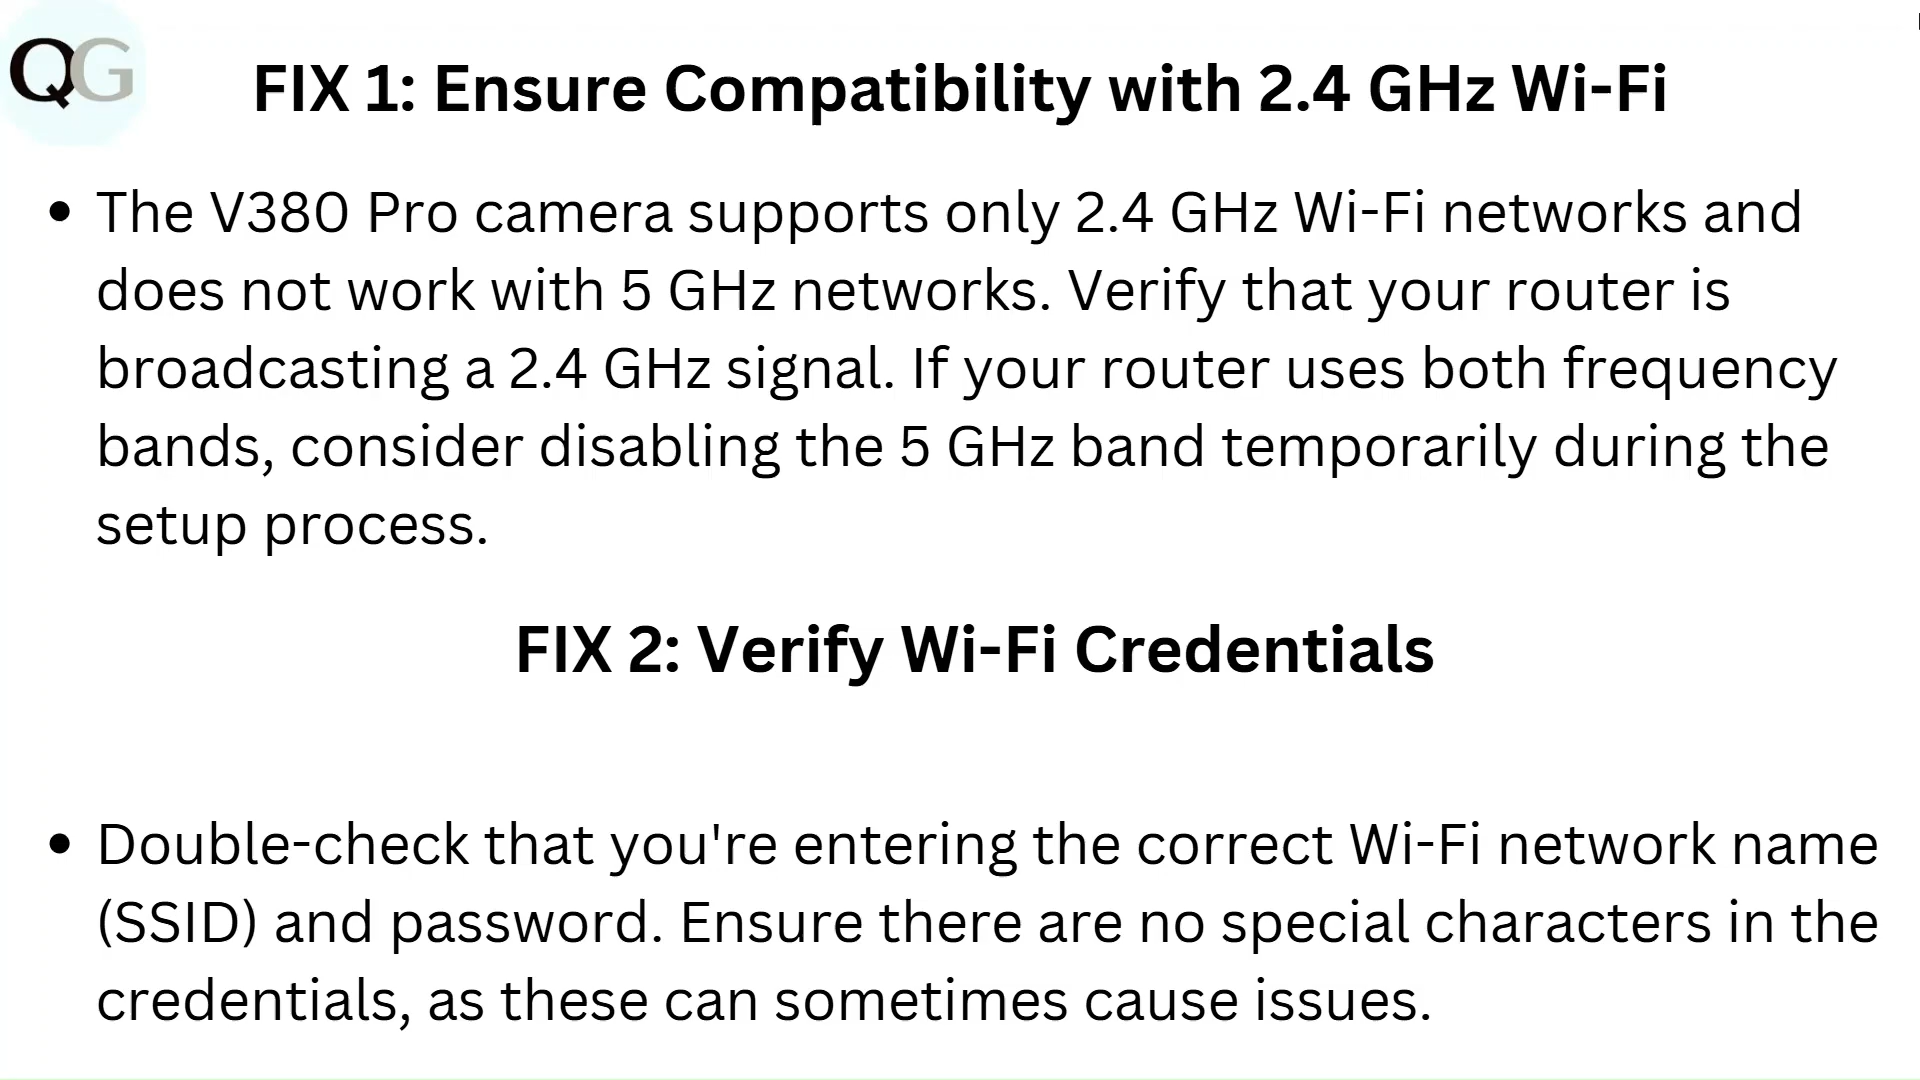 QG
FIX 1: Ensure Compatibility with 2.4 GHz Wi-Fi
• The V380 Pro camera supports only 2.4 GHz Wi-Fi networks and
does not work with 5 GHz networks. Verify that your router is
broadcasting a 2.4 GHz signal. If your router uses both frequency
bands, consider disabling the 5 GHz band temporarily during the
setup process.
FIX 2: Verify Wi-Fi Credentials
• Double-check that you're entering the correct Wi-Fi network name
(SSID) and password. Ensure there are no special characters in the
credentials, as these can sometimes cause issues.